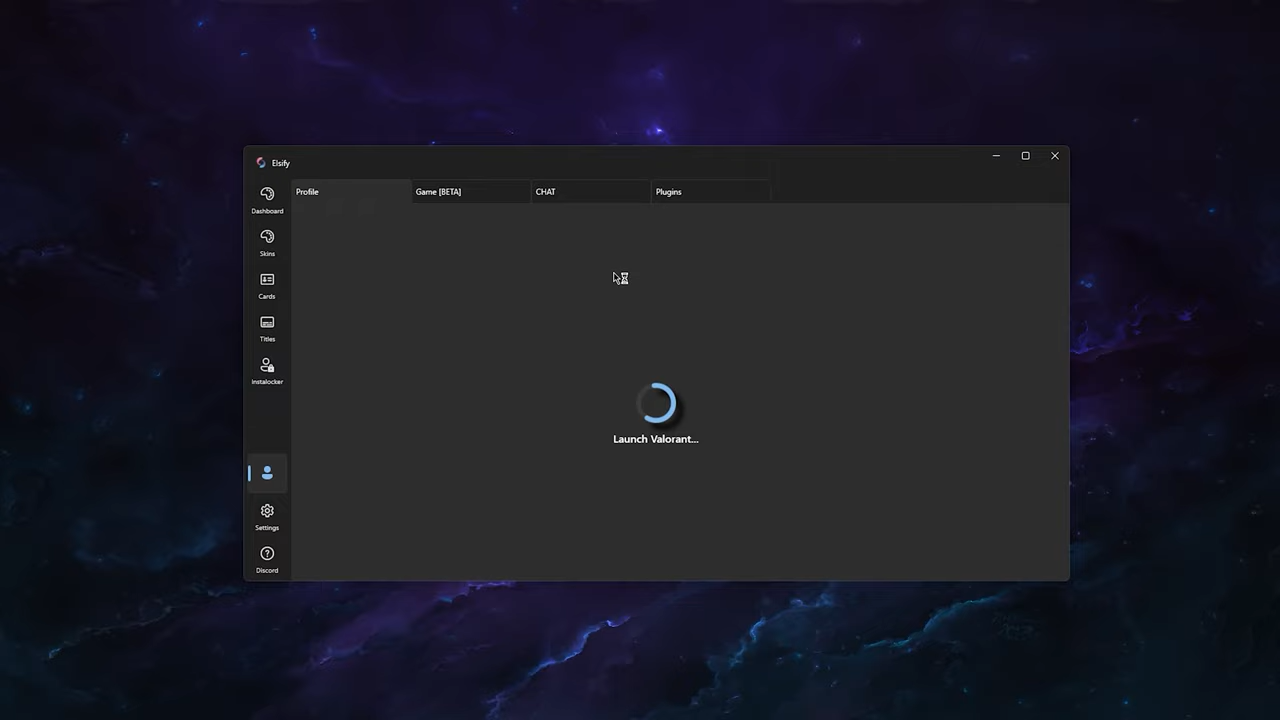 Elsify
Profile
Game [BETA]
CHAT
Plugins
Dashboard
Skins
Cards
Titles
Instalocker
Launch Valorant...
Settings
Discord